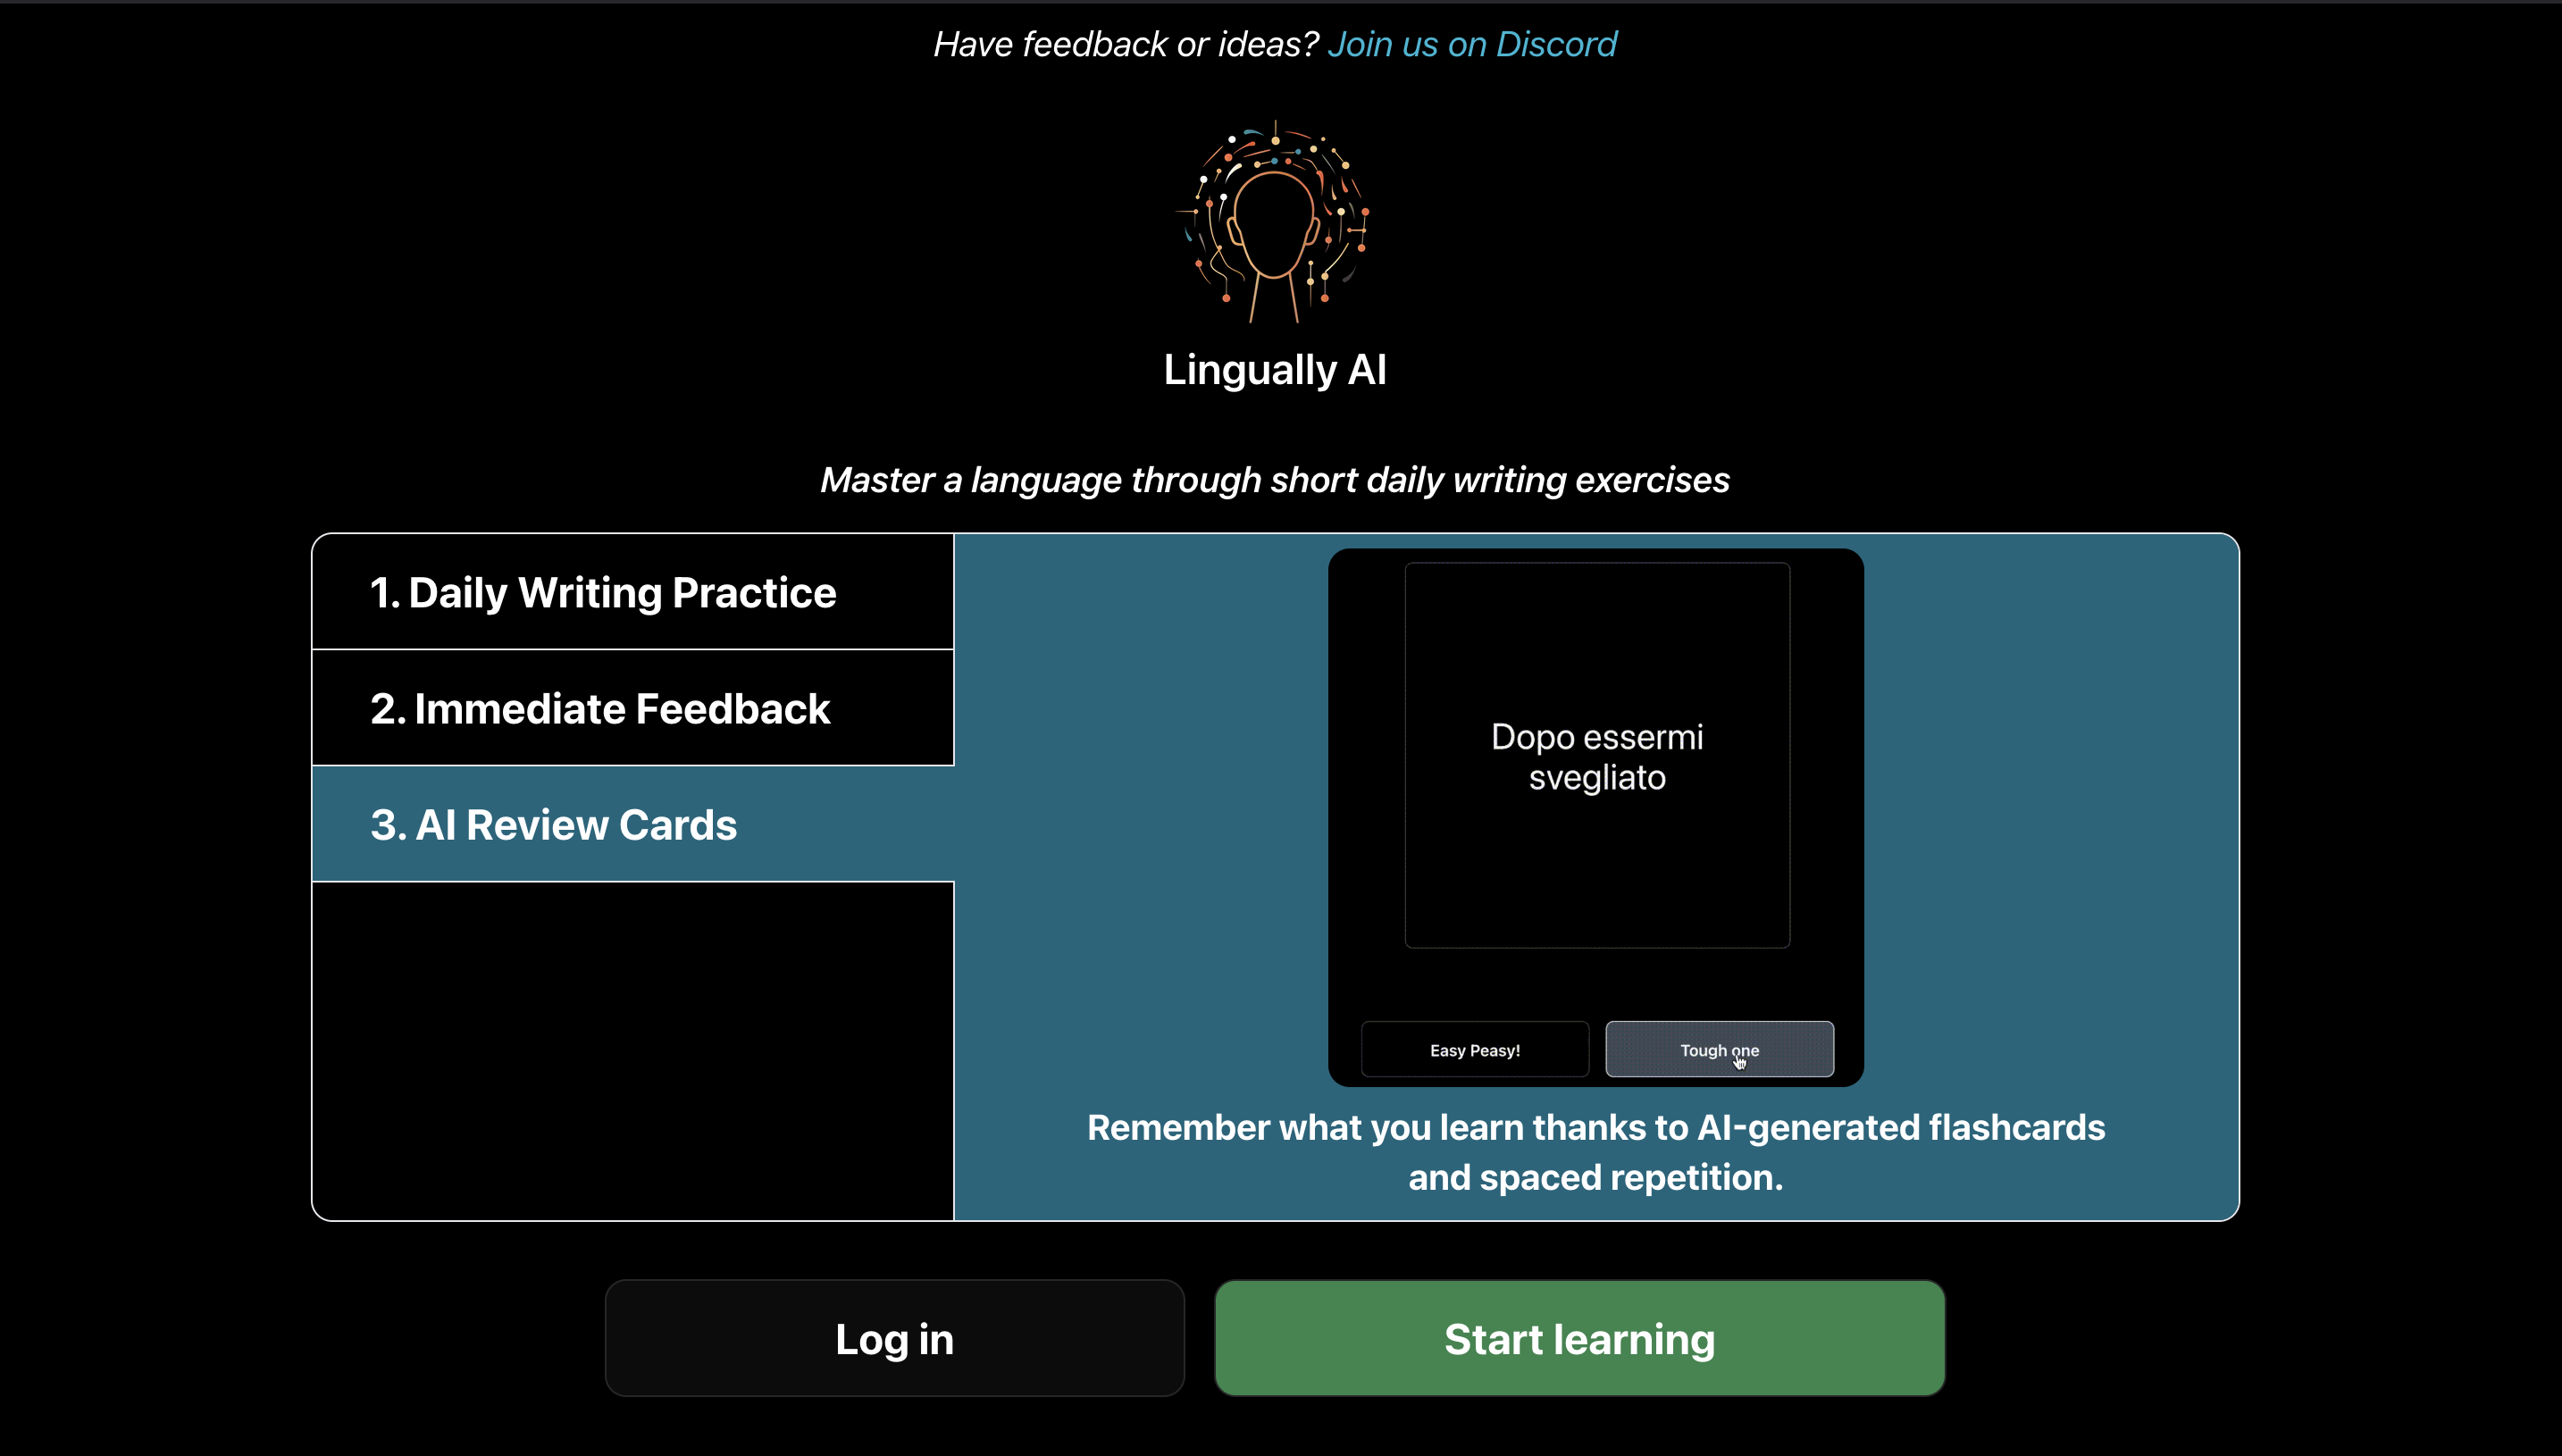 Have feedback or ideas? Join us on Discord
Lingually AI
Master a language through short daily writing exercises
1. Daily Writing Practice
2. Immediate Feedback
3. AI Review Cards
Dopo essermi
svegliato
Easy Peasy!
Tough one
Remember what you learn thanks to AI-generated flashcards
and spaced repetition.
Log in
Start learning